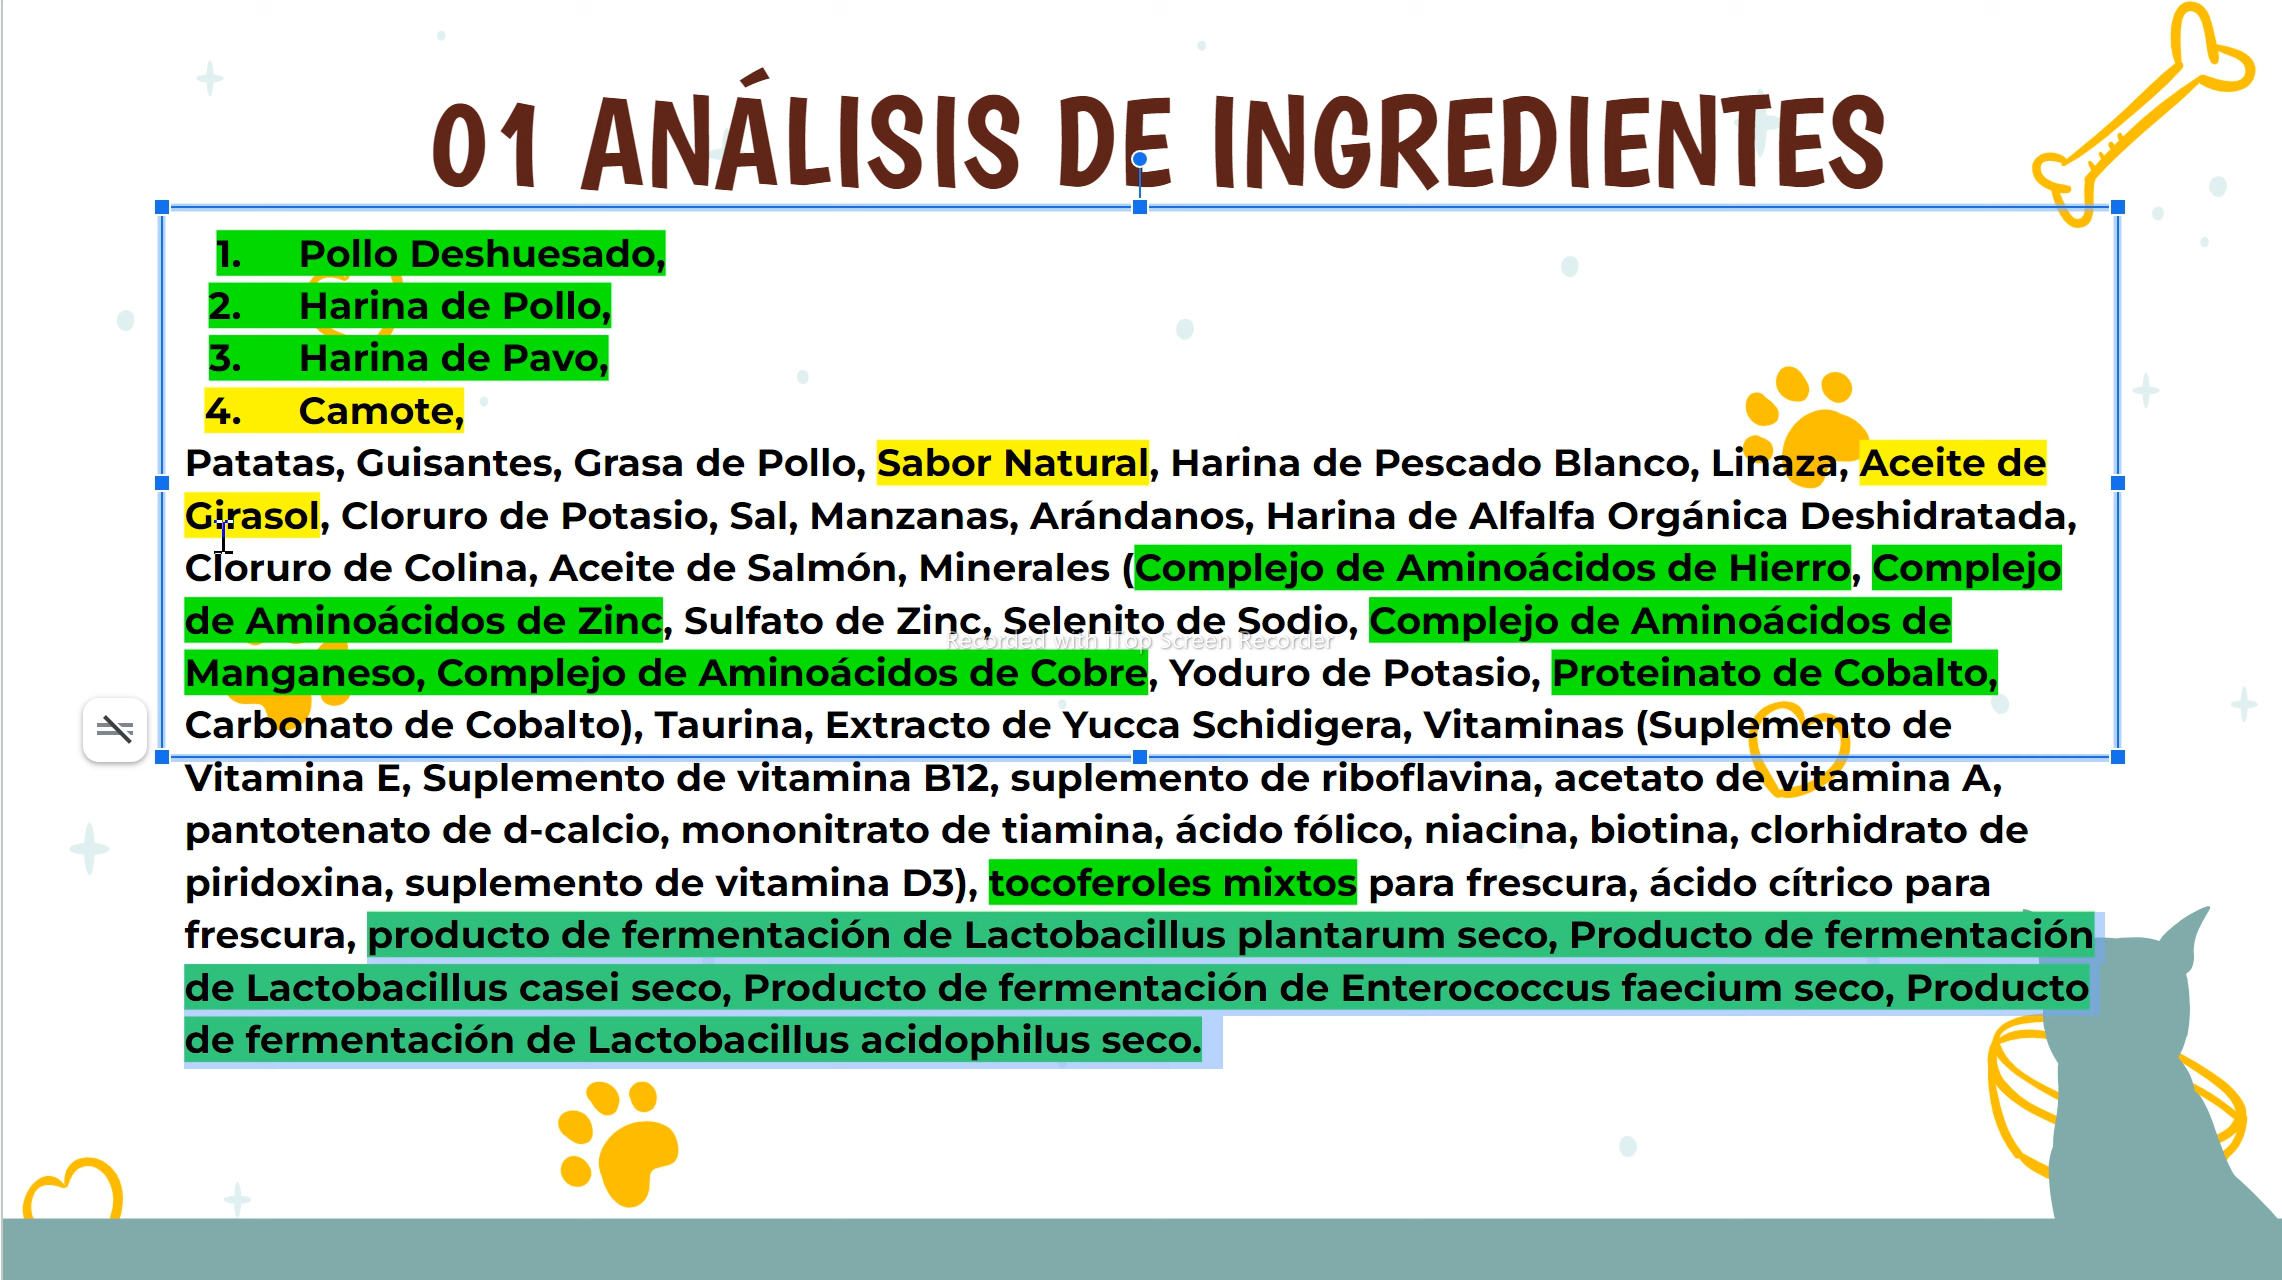 01 ANÁLISIS DE INGREDIENTES
1. Pollo Deshuesado,
2. Harina de Pollo,
3. Harina de Pavo,
4. Camote,
Patatas, Guisantes, Grasa de Pollo, Sabor Natural, Harina de Pescado Blanco, Linaza, Aceite de
Girasol, Cloruro de Potasio, Sal, Manzanas, Arándanos, Harina de Alfalfa Orgánica Deshidratada,
Cloruro de Colina, Aceite de Salmón, Minerales (Complejo de Aminoácidos de Hierro, Complejo
de Aminoácidos de Zinc, Sulfato de Zinc, Selenito de Sodio, Complejo de Aminoácidos de
Recorded with iTop Screen Recorder
Manganeso, Complejo de Aminoácidos de Cobre, Yoduro de Potasio, Proteinato de Cobalto,
Carbonato de Cobalto), Taurina, Extracto de Yucca Schidigera, Vitaminas (Suplemento de
Vitamina E, Suplemento de vitamina B12, suplemento de riboflavina, acetato de vitamina A,
pantotenato de d-calcio, mononitrato de tiamina, ácido fólico, niacina, biotina, clorhidrato de
piridoxina, suplemento de vitamina D3), tocoferoles mixtos para frescura, ácido cítrico para
frescura, producto de fermentación de Lactobacillus plantarum seco, Producto de fermentación
de Lactobacillus casei seco, Producto de fermentación de Enterococcus faecium seco, Producto
de fermentación de Lactobacillus acidophilus seco.